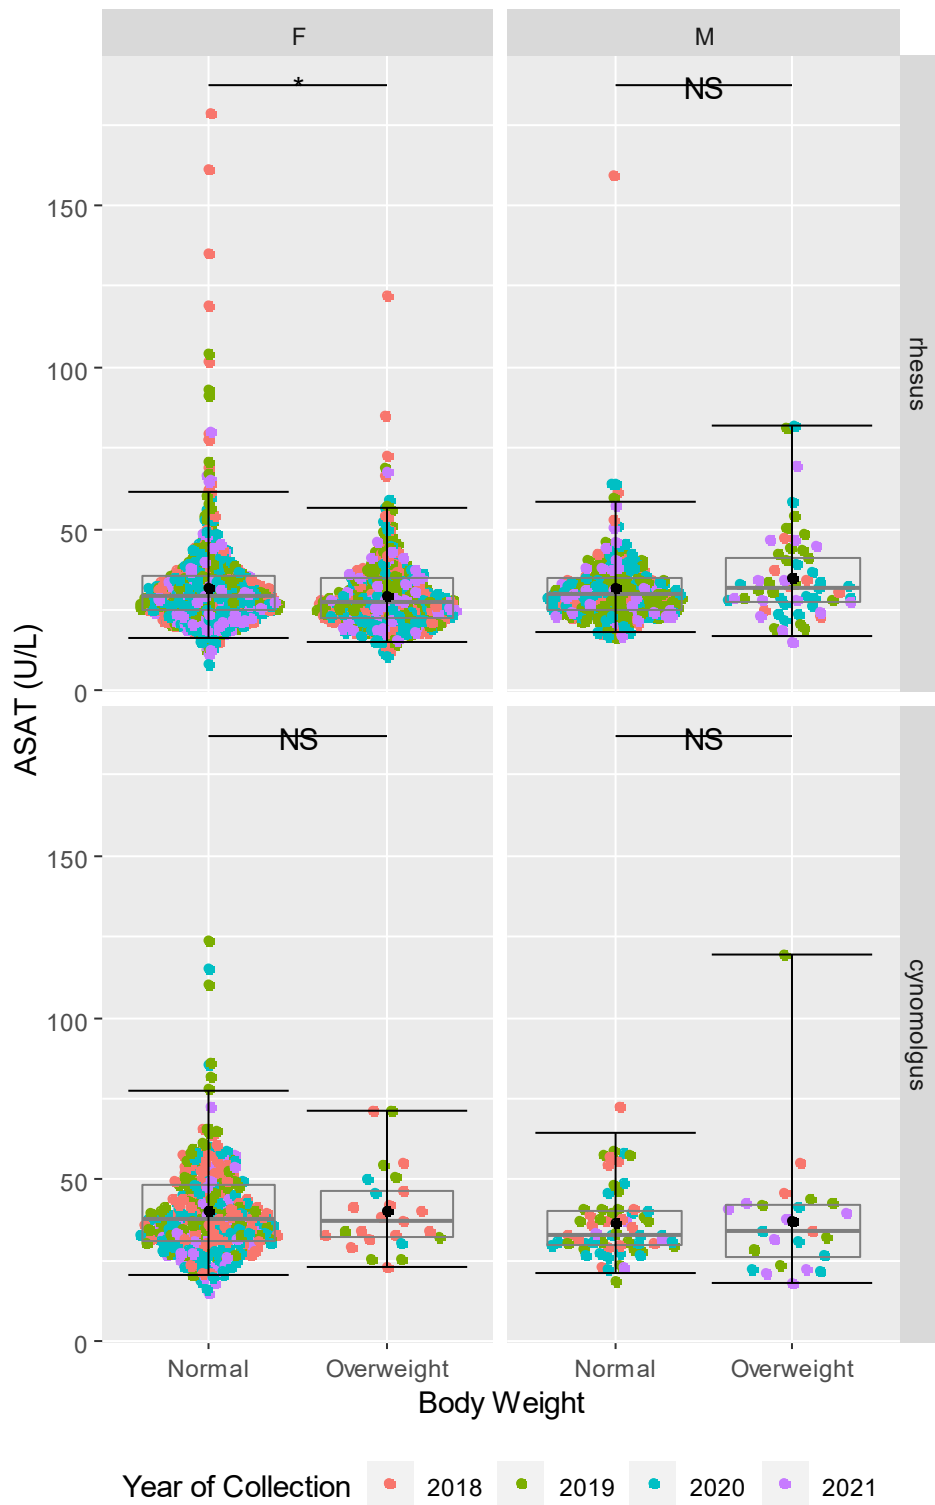 F
M
*
NS
150
100
50
0
rhesus
ASAT (U/L)
NS
NS
150
100
50
0
cynomolgus
Normal
Overweight
Normal
Overweight
Body Weight
Year of Collection
2018
2019
2020
2021